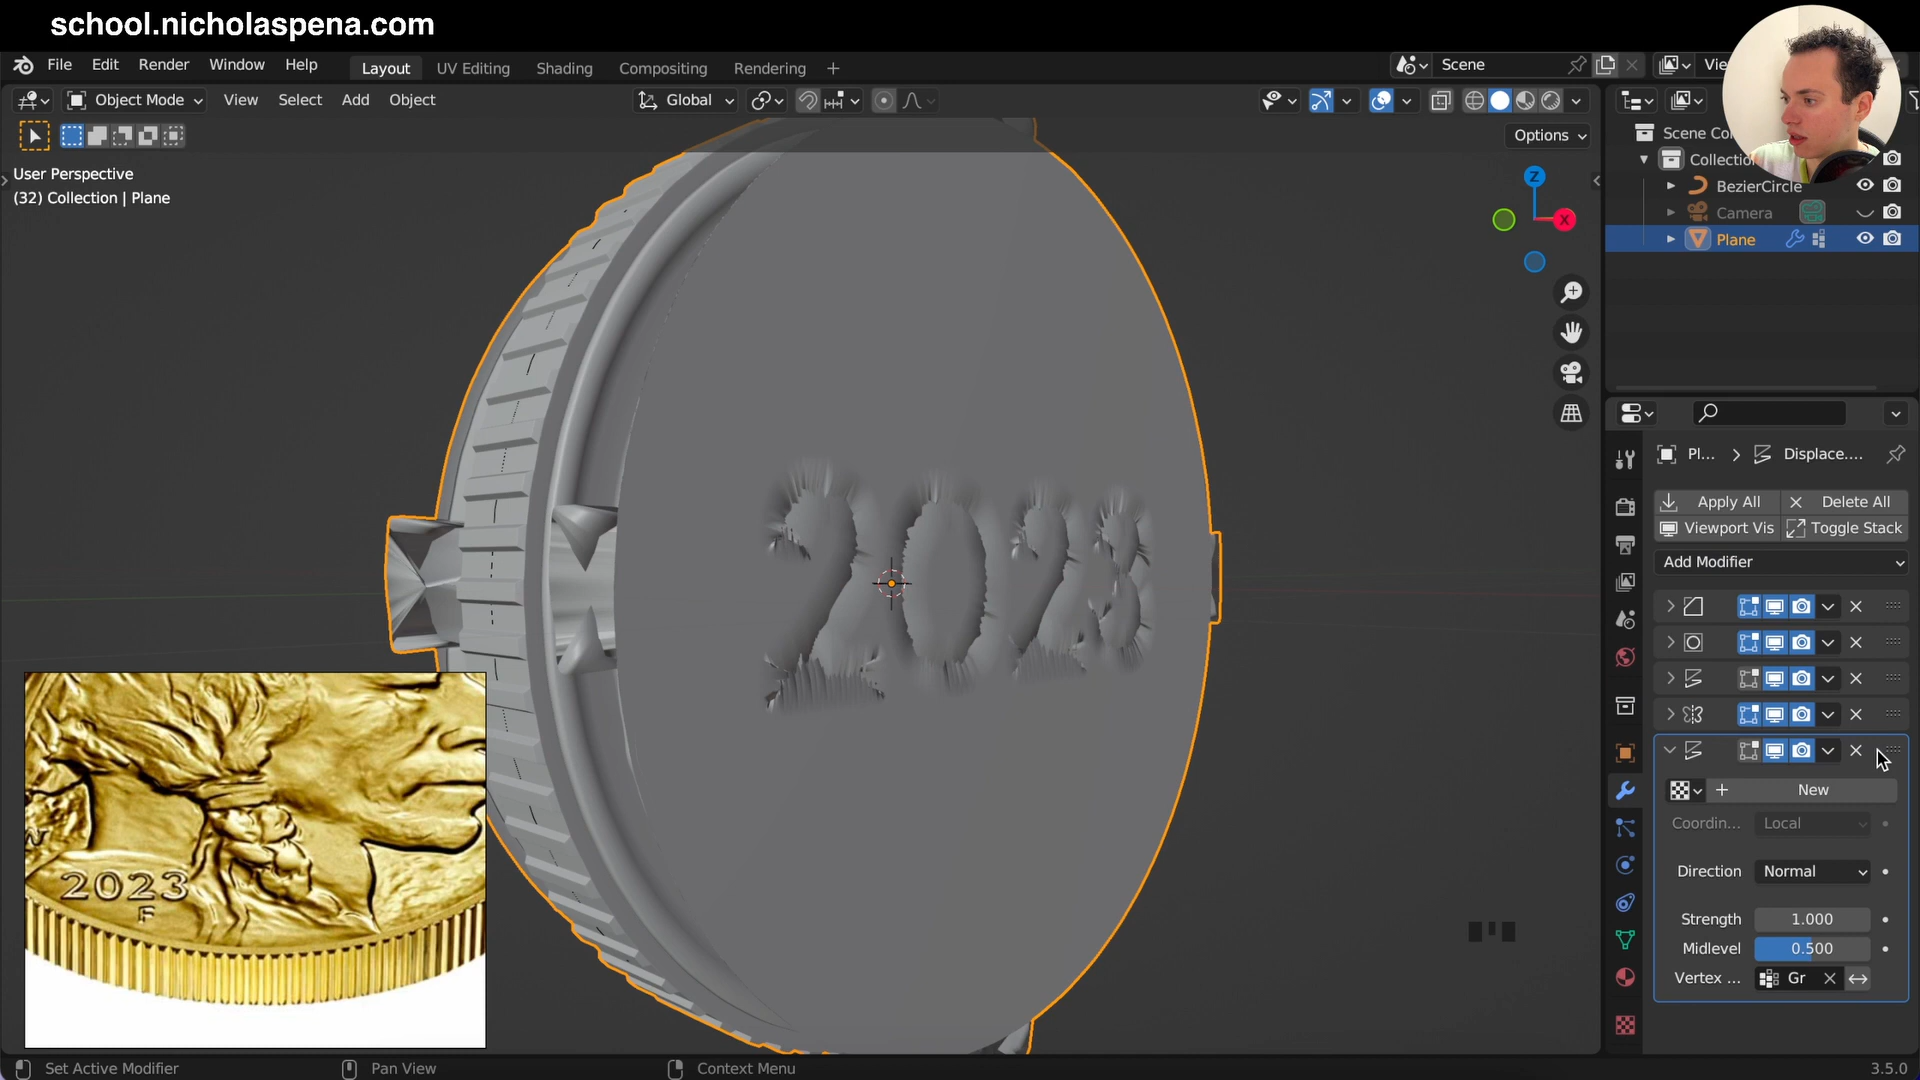 school.nicholaspena.com
File Edit Render Window Help
Layout UV Editing Shading Compositing Rendering +
Scene
Object Mode View Select Add Object
Global
Options
User Perspective
(32) Collection | Plane
Z
X
BezierCircle
Camera
Plane
Pl... > Displace....
Apply All Delete All
Viewport Vis Toggle Stack
Add Modifier
New
Coordin... Local
Direction Normal
Strength 1.000
Midlevel 0.500
Vertex ... Gr
2023
2023
F
Set Active Modifier Pan View Context Menu 3.5.0